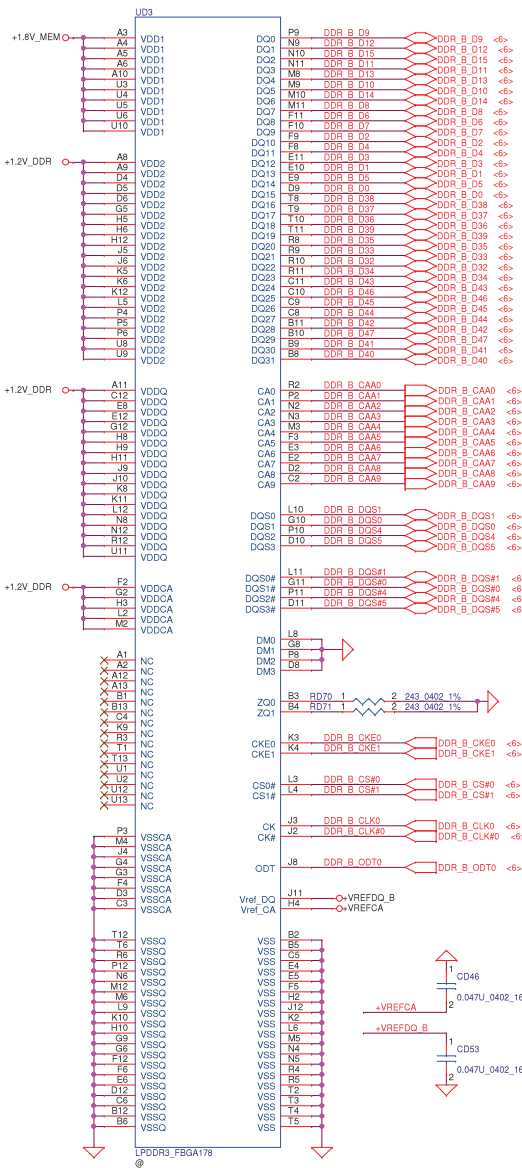 UD3
+1.8V_MEM A3 VDD1 DQ0 P9 DDR_B_D9 DDR_B_D9 <6>
A4 VDD1 DQ1 N9 DDR_B_D12 DDR_B_D12 <6>
A5 VDD1 DQ2 N10 DDR_B_D15 DDR_B_D15 <6>
A6 VDD1 DQ3 N11 DDR_B_D11 DDR_B_D11 <6>
A10 VDD1 DQ4 M8 DDR_B_D13 DDR_B_D13 <6>
U3 VDD1 DQ5 M9 DDR_B_D10 DDR_B_D10 <6>
U4 VDD1 DQ6 M10 DDR_B_D14 DDR_B_D14 <6>
U5 VDD1 DQ7 M11 DDR_B_D8 DDR_B_D8 <6>
U6 VDD1 DQ8 F11 DDR_B_D6 DDR_B_D6 <6>
U10 VDD1 DQ9 F10 DDR_B_D7 DDR_B_D7 <6>
DQ10 F9 DDR_B_D2 DDR_B_D2 <6>
DQ11 F8 DDR_B_D4 DDR_B_D4 <6>
+1.2V_DDR A8 VDD2 DQ12 E11 DDR_B_D3 DDR_B_D3 <6>
A9 VDD2 DQ13 E10 DDR_B_D1 DDR_B_D1 <6>
D4 VDD2 DQ14 E9 DDR_B_D5 DDR_B_D5 <6>
D5 VDD2 DQ15 D9 DDR_B_D0 DDR_B_D0 <6>
D6 VDD2 DQ16 T8 DDR_B_D38 DDR_B_D38 <6>
G5 VDD2 DQ17 T9 DDR_B_D37 DDR_B_D37 <6>
H5 VDD2 DQ18 T10 DDR_B_D36 DDR_B_D36 <6>
H6 VDD2 DQ19 T11 DDR_B_D39 DDR_B_D39 <6>
H12 VDD2 DQ20 R8 DDR_B_D35 DDR_B_D35 <6>
J5 VDD2 DQ21 R9 DDR_B_D33 DDR_B_D33 <6>
J6 VDD2 DQ22 R10 DDR_B_D32 DDR_B_D32 <6>
K5 VDD2 DQ23 R11 DDR_B_D34 DDR_B_D34 <6>
K6 VDD2 DQ24 C11 DDR_B_D43 DDR_B_D43 <6>
K12 VDD2 DQ25 C10 DDR_B_D46 DDR_B_D46 <6>
L5 VDD2 DQ26 C9 DDR_B_D45 DDR_B_D45 <6>
P4 VDD2 DQ27 C8 DDR_B_D44 DDR_B_D44 <6>
P5 VDD2 DQ28 B11 DDR_B_D42 DDR_B_D42 <6>
P6 VDD2 DQ29 B10 DDR_B_D47 DDR_B_D47 <6>
U8 VDD2 DQ30 B9 DDR_B_D41 DDR_B_D41 <6>
U9 VDD2 DQ31 B8 DDR_B_D40 DDR_B_D40 <6>
+1.2V_DDR A11 VDDQ CA0 R2 DDR_B_CAA0 DDR_B_CAA0 <6>
C12 VDDQ CA1 P2 DDR_B_CAA1 DDR_B_CAA1 <6>
E8 VDDQ CA2 N2 DDR_B_CAA2 DDR_B_CAA2 <6>
E12 VDDQ CA3 N3 DDR_B_CAA3 DDR_B_CAA3 <6>
G12 VDDQ CA4 M3 DDR_B_CAA4 DDR_B_CAA4 <6>
H8 VDDQ CA5 F3 DDR_B_CAA5 DDR_B_CAA5 <6>
H9 VDDQ CA6 E3 DDR_B_CAA6 DDR_B_CAA6 <6>
H11 VDDQ CA7 E2 DDR_B_CAA7 DDR_B_CAA7 <6>
J9 VDDQ CA8 D2 DDR_B_CAA8 DDR_B_CAA8 <6>
J10 VDDQ CA9 C2 DDR_B_CAA9 DDR_B_CAA9 <6>
K8 VDDQ
K11 VDDQ
L12 VDDQ DQS0 L10 DDR_B_DQS1 DDR_B_DQS1 <6>
N8 VDDQ DQS1 G10 DDR_B_DQS0 DDR_B_DQS0 <6>
N12 VDDQ DQS2 P10 DDR_B_DQS4 DDR_B_DQS4 <6>
R12 VDDQ DQS3 D10 DDR_B_DQS5 DDR_B_DQS5 <6>
U11 VDDQ
DQS0# L11 DDR_B_DQS#1 DDR_B_DQS#1 <6
+1.2V_DDR F2 VDDCA DQS1# G11 DDR_B_DQS#0 DDR_B_DQS#0 <6
G2 VDDCA DQS2# P11 DDR_B_DQS#4 DDR_B_DQS#4 <6
H3 VDDCA DQS3# D11 DDR_B_DQS#5 DDR_B_DQS#5 <6
L2 VDDCA
M2 VDDCA
DM0 L8
DM1 G8
A1 NC DM2 P8
A2 NC DM3 D8
A12 NC
A13 NC
B1 NC ZQ0 B3 RD70 1 2 243_0402_1%
B13 NC ZQ1 B4 RD71 1 2 243_0402_1%
C4 NC
K9 NC
R3 NC CKE0 K3 DDR_B_CKE0 DDR_B_CKE0 <6>
T1 NC CKE1 K4 DDR_B_CKE1 DDR_B_CKE1 <6>
T13 NC
U1 NC
U2 NC CS0# L3 DDR_B_CS#0 DDR_B_CS#0 <6>
U12 NC CS1# L4 DDR_B_CS#1 DDR_B_CS#1 <6>
U13 NC
CK J3 DDR_B_CLK0 DDR_B_CLK0 <6>
P3 VSSCA CK# J2 DDR_B_CLK#0 DDR_B_CLK#0 <6>
M4 VSSCA
J4 VSSCA
G4 VSSCA ODT J8 DDR_B_ODT0 DDR_B_ODT0 <6>
G3 VSSCA
F4 VSSCA
D3 VSSCA Vref_DQ J11 +VREFDQ_B
C3 VSSCA Vref_CA H4 +VREFCA
T12 VSSQ VSS B2
T6 VSSQ VSS B5
R6 VSSQ VSS C5
P12 VSSQ VSS E4
N6 VSSQ VSS E5
M12 VSSQ VSS F5
M6 VSSQ VSS H2
L9 VSSQ VSS J12
K10 VSSQ VSS K2
H10 VSSQ VSS L6
G9 VSSQ VSS M5
G6 VSSQ VSS N4
F12 VSSQ VSS N5
F6 VSSQ VSS R4
E6 VSSQ VSS R5
D12 VSSQ VSS T2
C6 VSSQ VSS T3
B12 VSSQ VSS T4
B6 VSSQ VSS T5
1
CD46
0.047U_0402_16
2
+VREFCA
+VREFDQ_B
1
CD53
0.047U_0402_16
2
LPDDR3_FBGA178
@